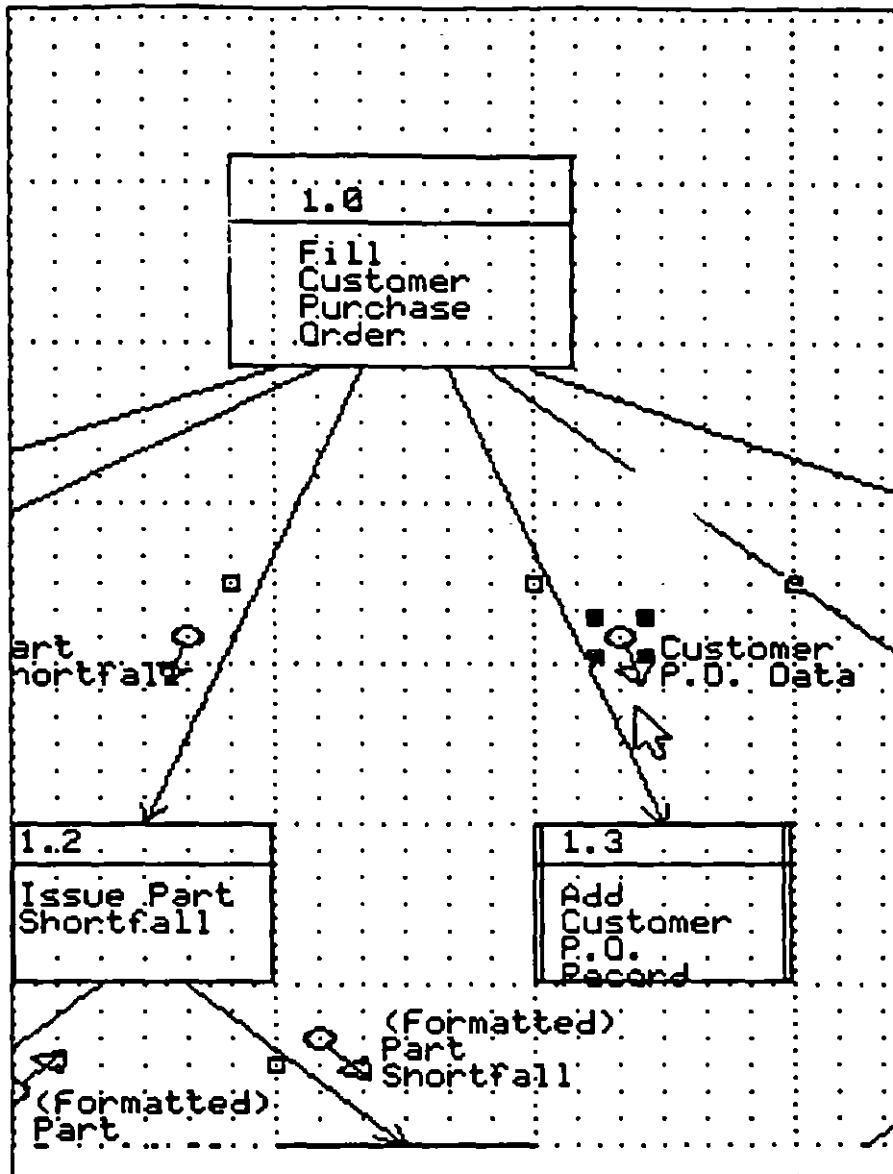 1.0
Fill
Customer
Purchase
Order
art
hortfall
Customer
P.O. Data
1.2
Issue Part
Shortfall
1.3
Add
Customer
P.O.
Record
(Formatted)
Part
Shortfall
(Formatted)
Part